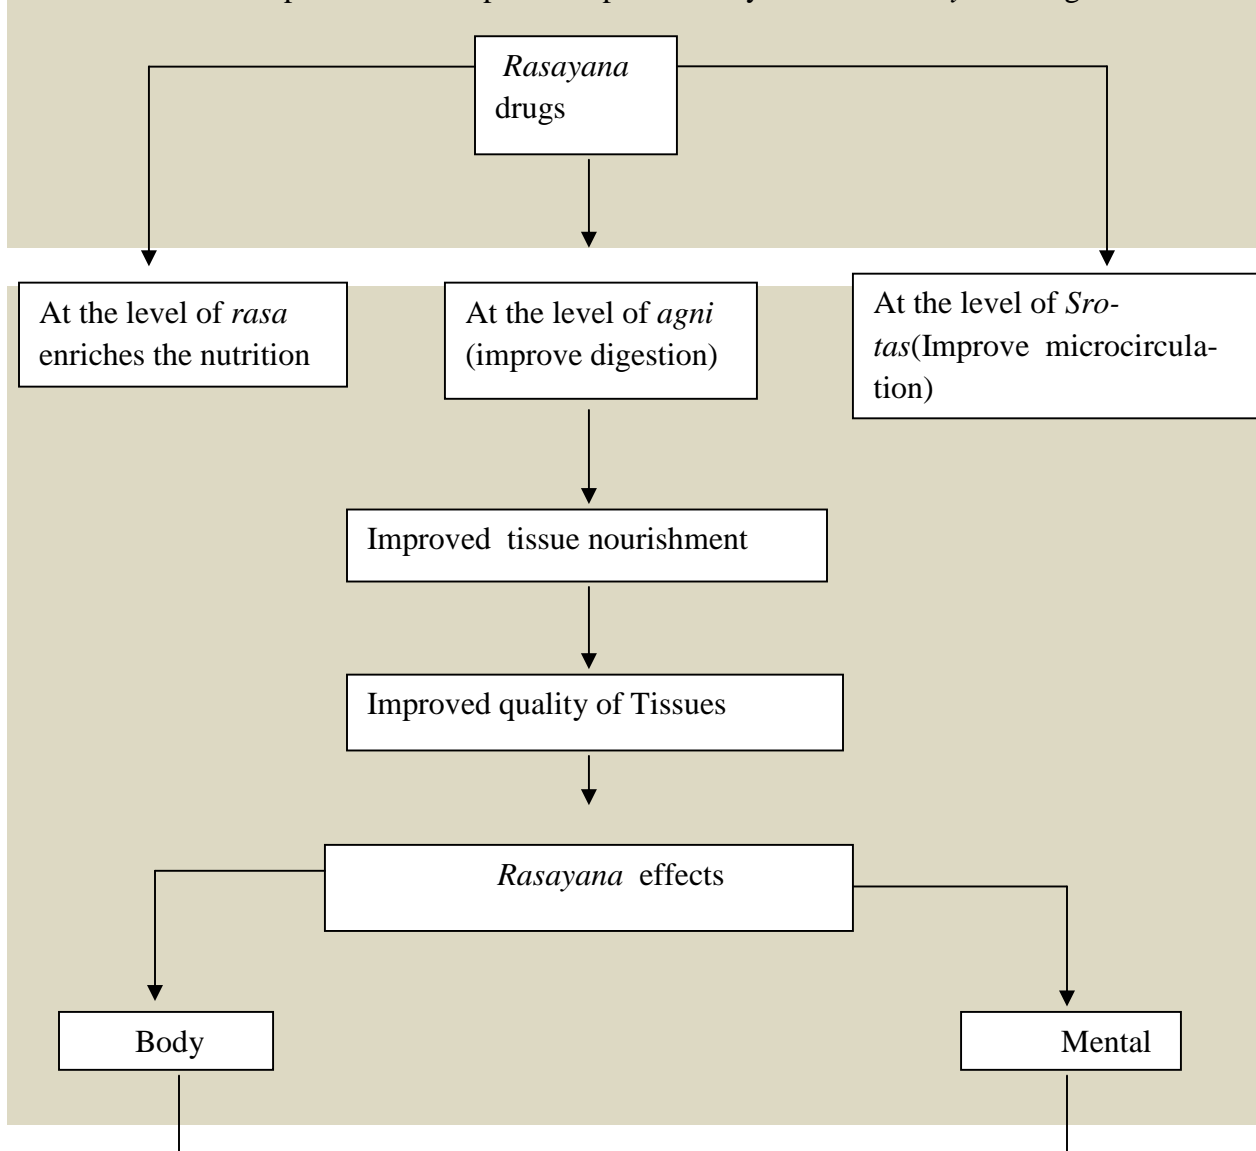 Rasayana
drugs
At the level of rasa
enriches the nutrition
At the level of agni
(improve digestion)
At the level of Sro-
tas(Improve microcircula-
tion)
Improved tissue nourishment
Improved quality of Tissues
Rasayana effects
Body
Mental